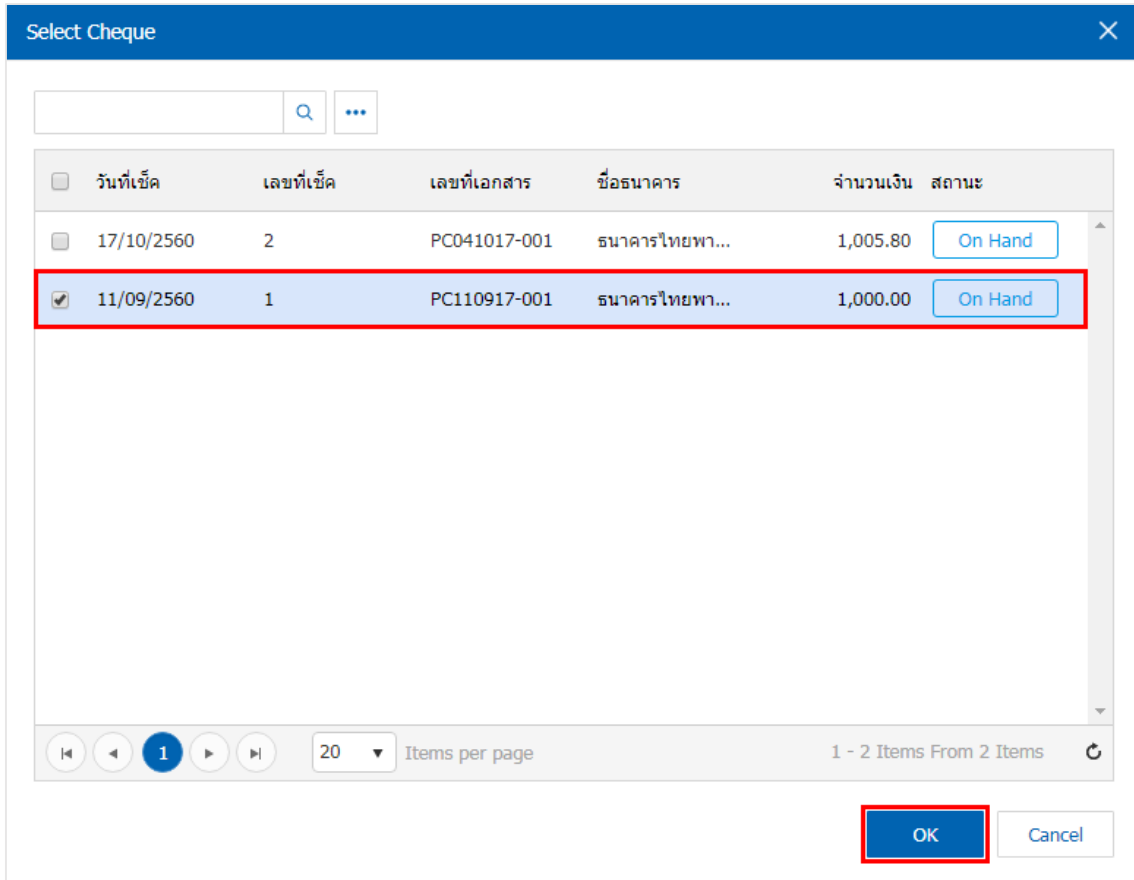 Select Cheque
วันที่เช็ค เลขที่เช็ค เลขที่เอกสาร ชื่อธนาคาร จำนวนเงิน สถานะ
17/10/2560 2 PC041017-001 ธนาคารไทยพา... 1,005.80 On Hand
11/09/2560 1 PC110917-001 ธนาคารไทยพา... 1,000.00 On Hand
1 20 Items per page 1 - 2 Items From 2 Items
OK Cancel